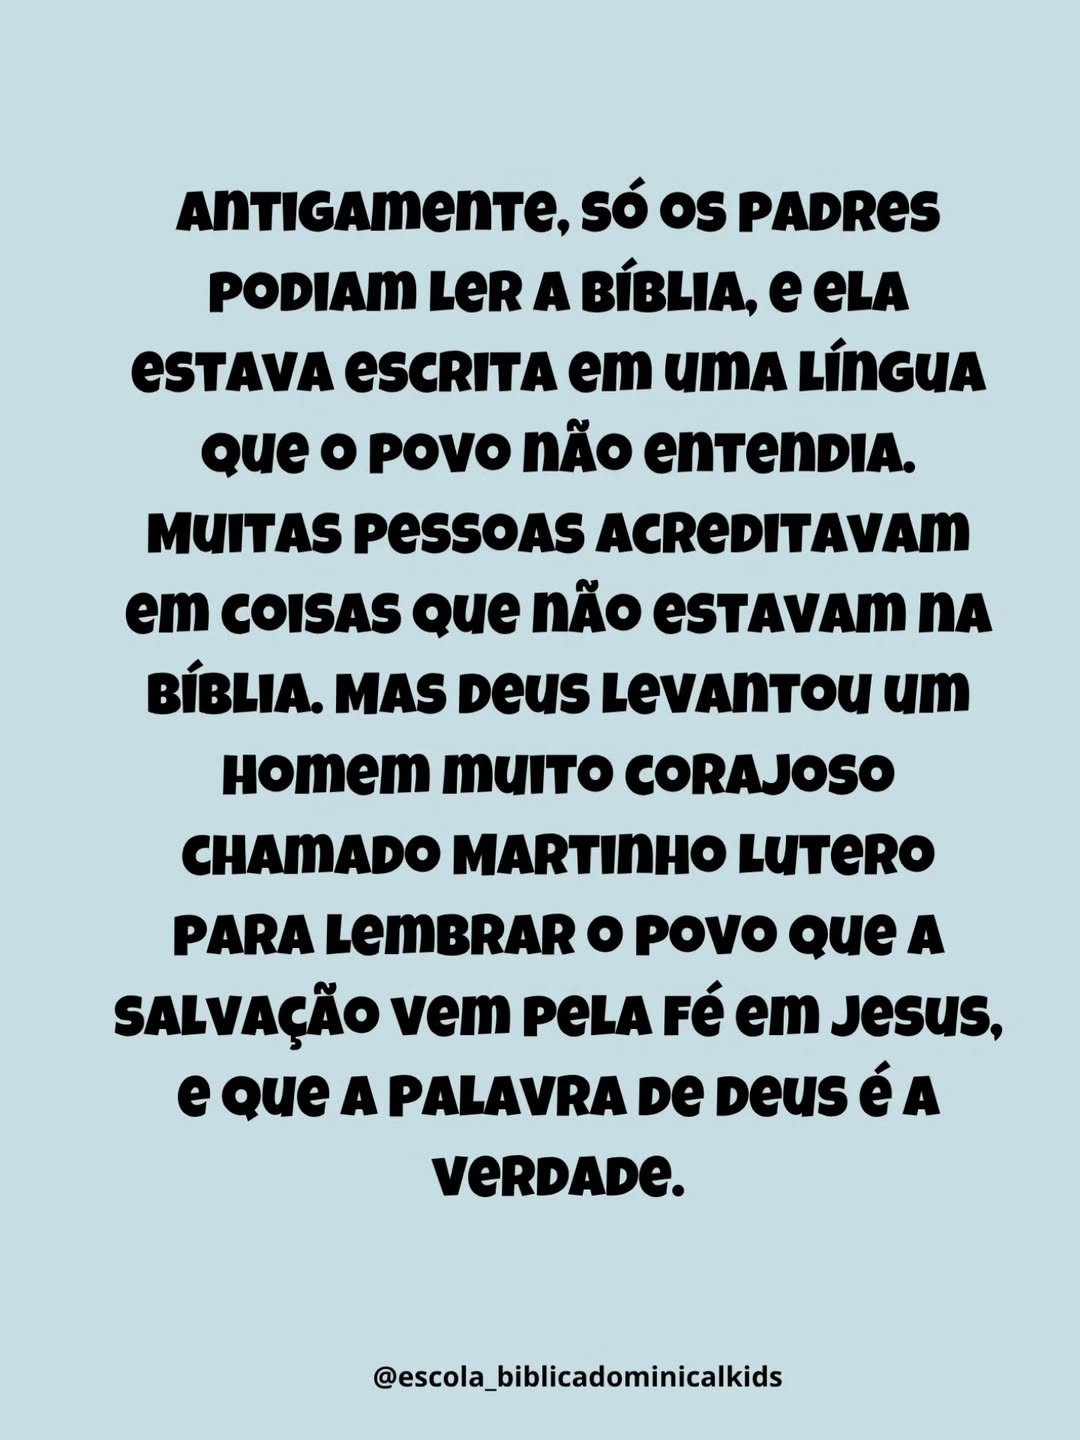 Antigamente, só os padres
podiam ler a Bíblia, e ela
estava escrita em uma língua
que o povo não entendia.
Muitas pessoas acreditavam
em coisas que não estavam na
Bíblia. Mas Deus levantou um
homem muito corajoso
chamado Martinho Lutero
para lembrar o povo que a
salvação vem pela fé em Jesus,
e que a Palavra de Deus é a
verdade.
@escola_biblicadominicalkids